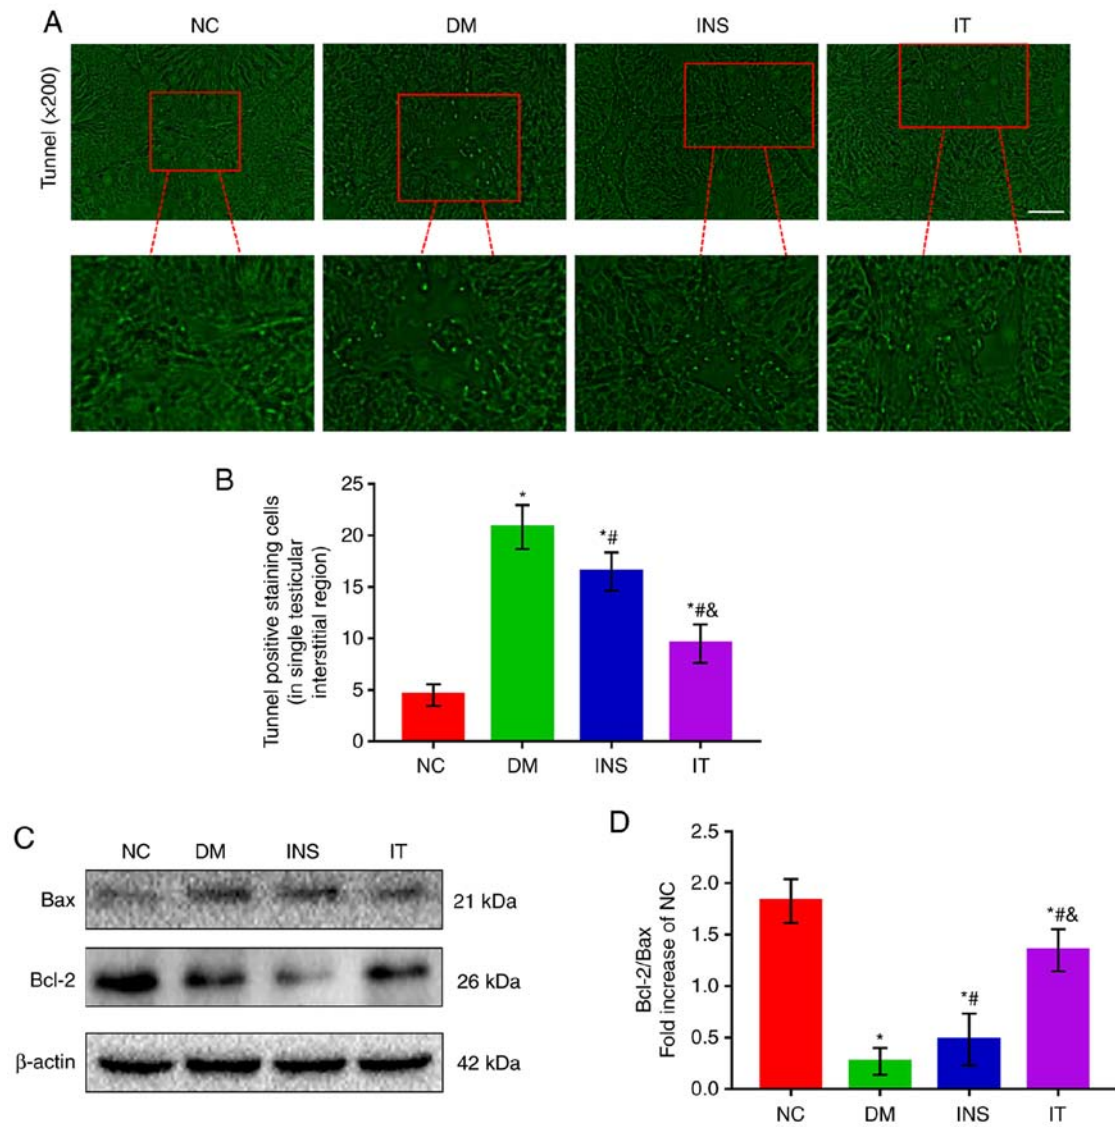 A
NC DM INS IT
Tunnel (×200)
B
Tunnel positive staining cells
(in single testicular
interstitial region)
25
20
15
10
5
0
*
*#
*#&
NC DM INS IT
C
NC DM INS IT
Bax 21 kDa
Bcl-2 26 kDa
β-actin 42 kDa
D
Bcl-2/Bax
Fold increase of NC
2.5
2.0
1.5
1.0
0.5
0.0
*
*#
*#&
NC DM INS IT